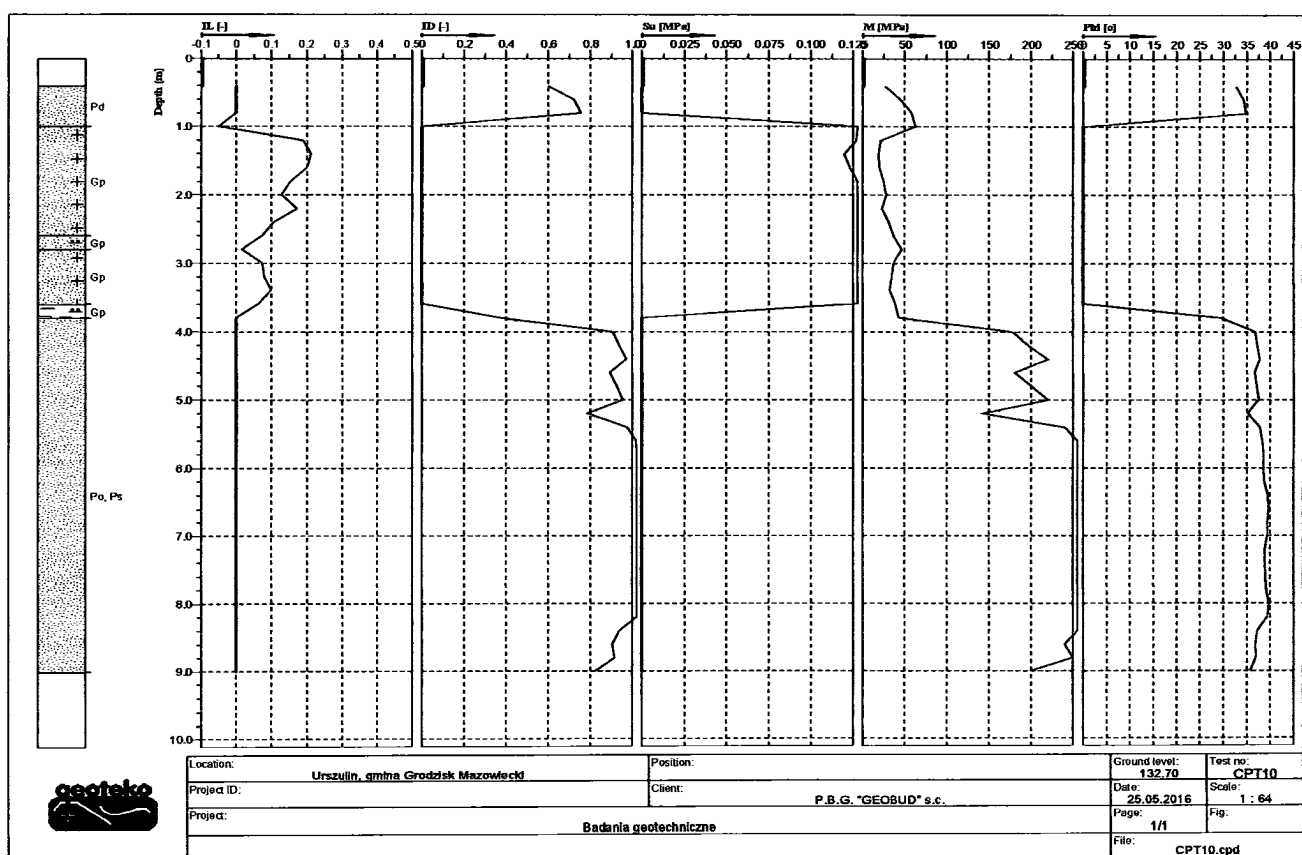 IL [-] ID [-] Su [MPa] M [MPa]
-0.1 0 0.1 0.2 0.3 0.4 0.5
0.2 0.4 0.6 0.8 1.0
0 0.025 0.050 0.075 0.100
50 100 150 200 250
5 10 15 20 25 30 35 40 45
Depth [m]
0
1.0
2.0
3.0
4.0
5.0
6.0
7.0
8.0
9.0
10.0
Pd
Gp
Gp
Gp
Gp
Po, Ps
geoteko
Location:
Urszulin, gmina Grodzisk Mazowiecki
Position:
Ground level:
132.70
Test no:
CPT10
Project ID:
Client:
P.B.G. "GEOBUD" s.c.
Date:
25.05.2016
Scale:
1 : 64
Project:
Badania geotechniczne
Page:
1/1
Fig:
File:
CPT10.cpd